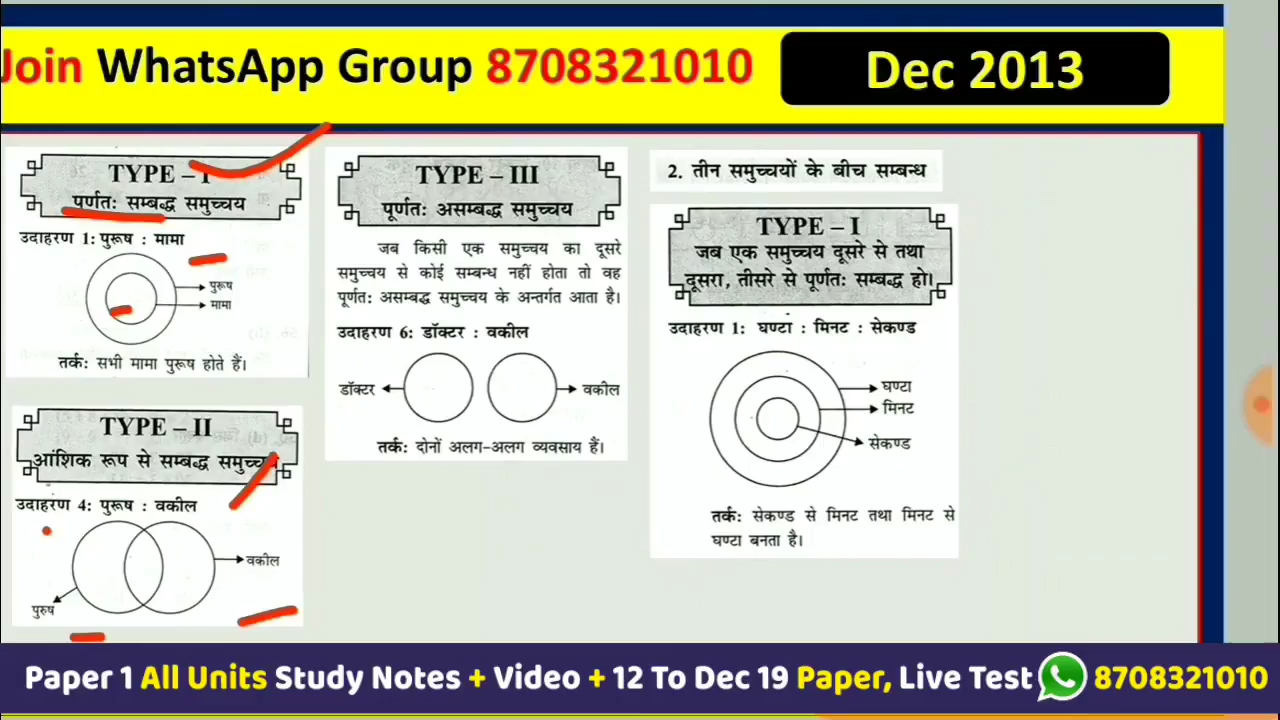 Join WhatsApp Group 8708321010
Dec 2013
TYPE – I
पूर्णतः सम्बद्ध समुच्चय
उदाहरण 1: पुरूष : मामा
पुरूष
मामा
तर्क: सभी मामा पुरूष होते हैं।
TYPE – II
आंशिक रूप से सम्बद्ध समुच्चय
उदाहरण 4: पुरूष : वकील
वकील
पुरुष
TYPE – III
पूर्णतः असम्बद्ध समुच्चय
जब किसी एक समुच्चय का दूसरे
समुच्चय से कोई सम्बन्ध नहीं होता तो वह
पूर्णतः असम्बद्ध समुच्चय के अन्तर्गत आता है।
उदाहरण 6: डॉक्टर : वकील
डॉक्टर
वकील
तर्क: दोनों अलग-अलग व्यवसाय हैं।
2. तीन समुच्चयों के बीच सम्बन्ध
TYPE – I
जब एक समुच्चय दूसरे से तथा
दूसरा, तीसरे से पूर्णतः सम्बद्ध हो।
उदाहरण 1: घण्टा : मिनट : सेकण्ड
घण्टा
मिनट
सेकण्ड
तर्क: सेकण्ड से मिनट तथा मिनट से
घण्टा बनता है।
Paper 1 All Units Study Notes + Video + 12 To Dec 19 Paper, Live Test 8708321010